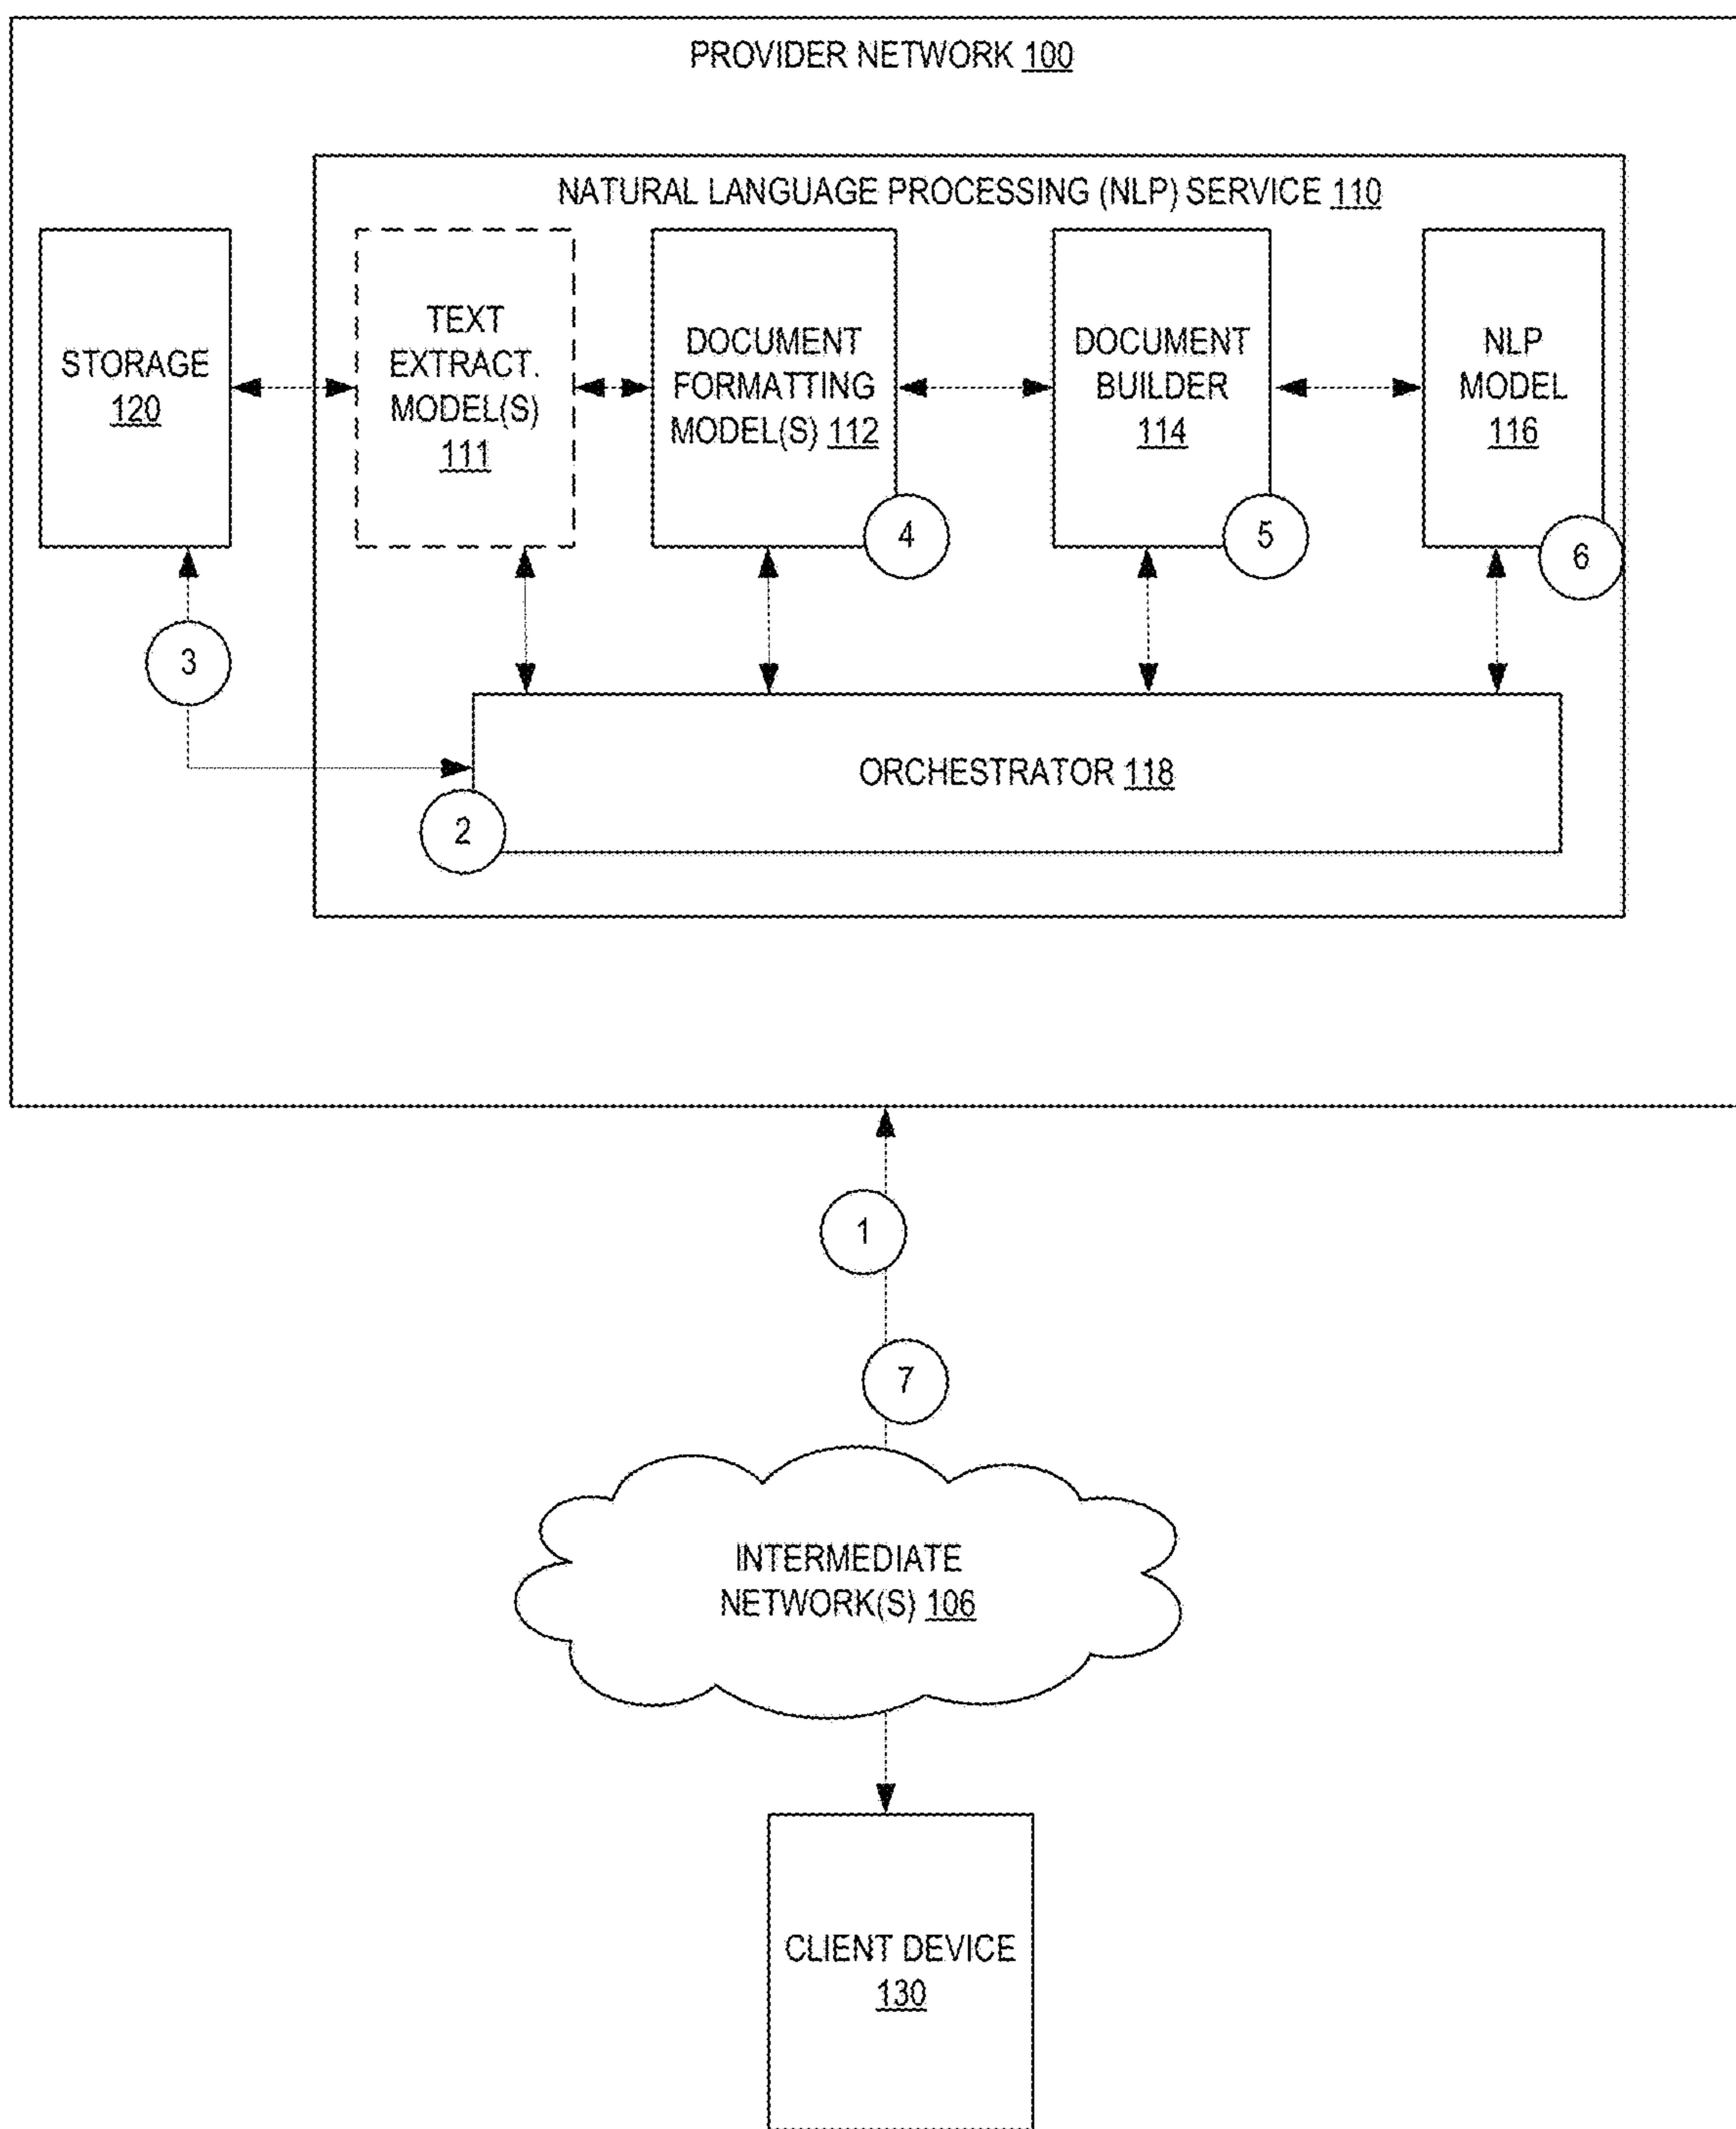 PROVIDER NETWORK 100
NATURAL LANGUAGE PROCESSING (NLP) SERVICE 110
STORAGE
120
TEXT
EXTRACT.
MODEL(S)
111
DOCUMENT
FORMATTING
MODEL(S) 112
DOCUMENT
BUILDER
114
NLP
MODEL
116
4
5
6
3
ORCHESTRATOR 118
2
1
7
INTERMEDIATE
NETWORK(S) 106
CLIENT DEVICE
130